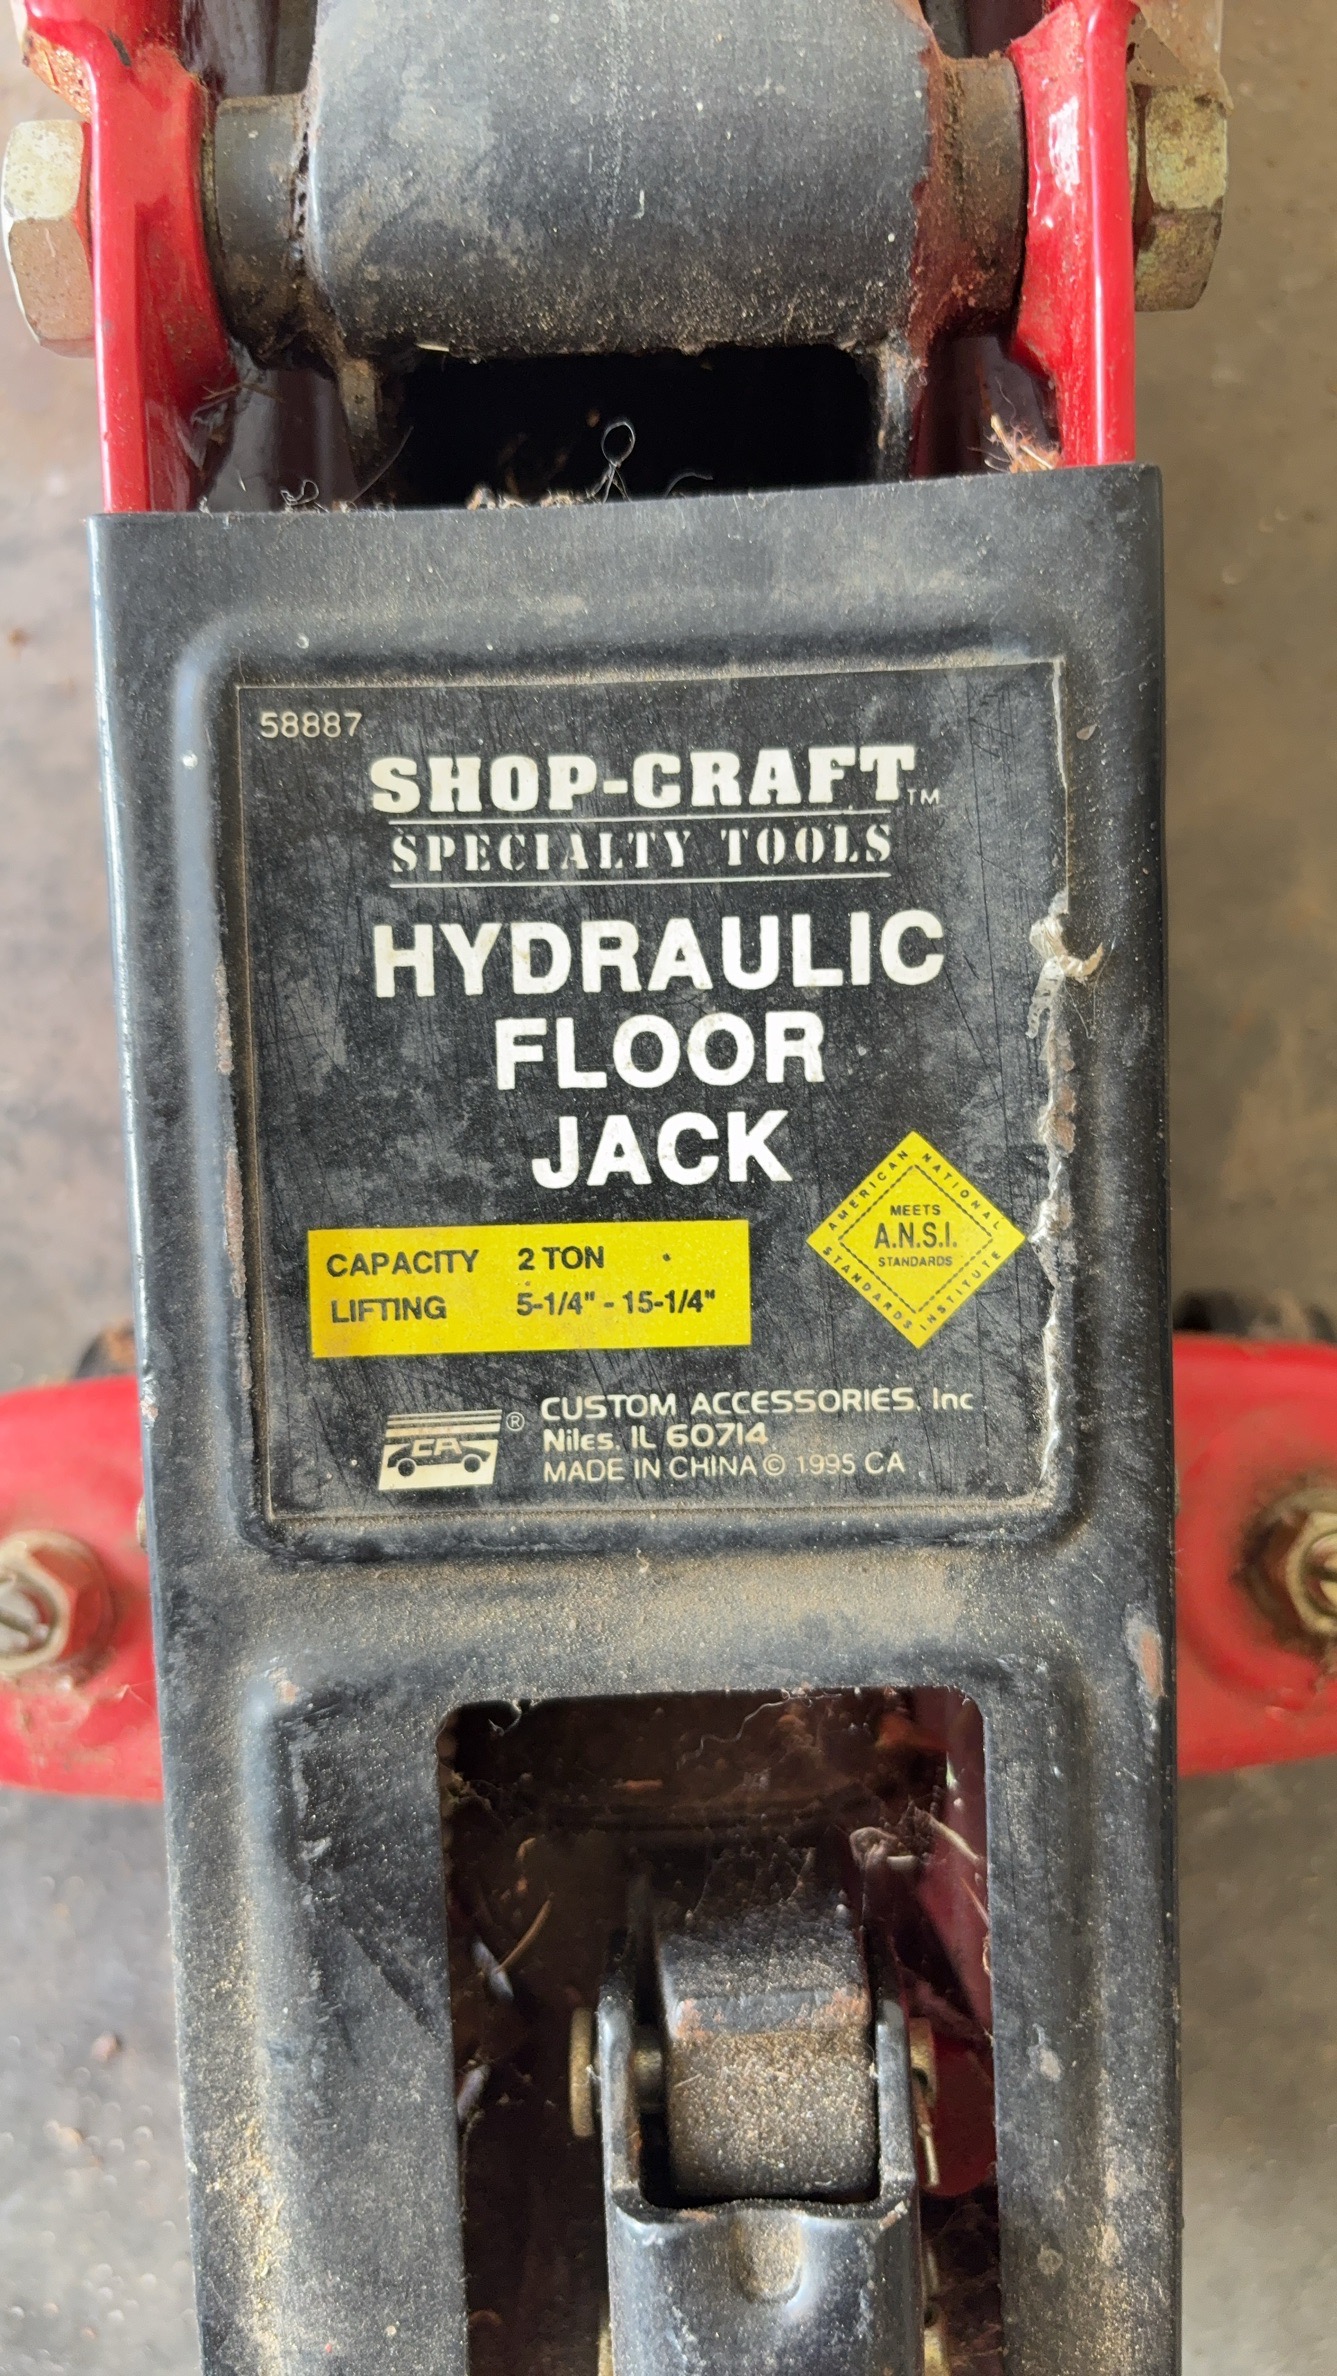 58887
SHOP-CRAFT™
SPECIALTY TOOLS
HYDRAULIC
FLOOR
JACK
CAPACITY 2 TON
LIFTING 5-1/4" - 15-1/4"
AMERICAN NATIONAL
STANDARDS INSTITUTE
MEETS
A.N.S.I.
STANDARDS
CA ®
CUSTOM ACCESSORIES, Inc
Niles, IL 60714
MADE IN CHINA © 1995 CA